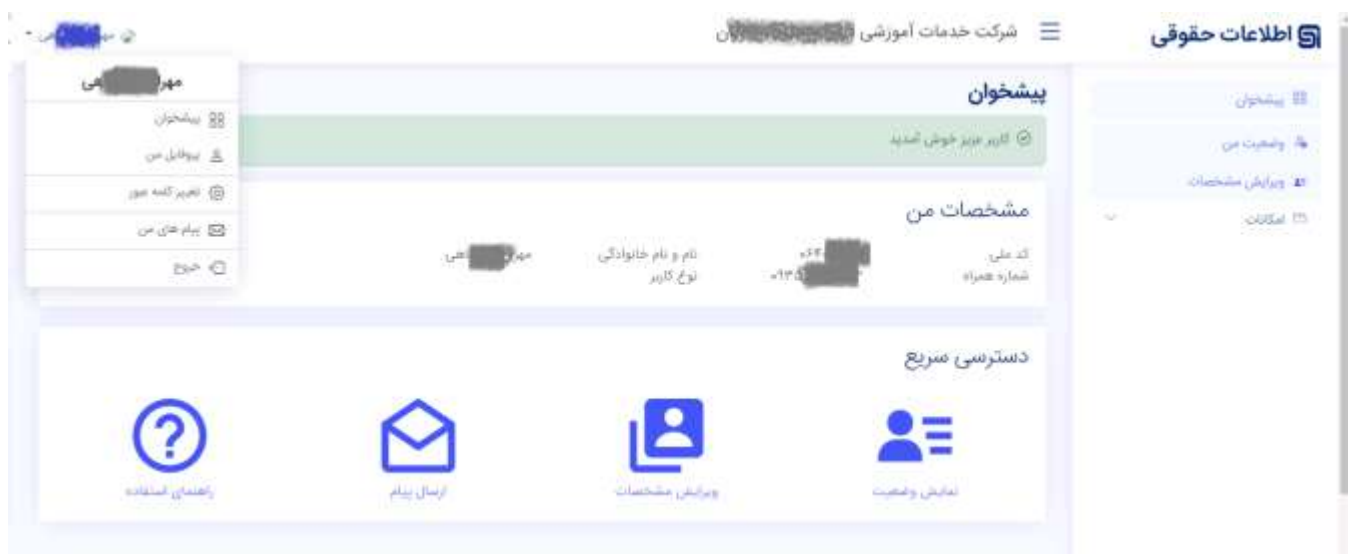 اطلاعات حقوقی
پیشخوان
وضعیت من
ویرایش مشخصات
امکانات
شرکت خدمات آموزشی
پیشخوان
کاربر عزیز خوش آمدید
مشخصات من
کد ملی ۰۶۴ نام و نام خانوادگی
شماره همراه ۰۹۳۵ نوع کاربر
دسترسی سریع
نمایش وضعیت
ویرایش مشخصات
ارسال پیام
راهنمای استفاده
پیشخوان
پروفایل من
تغییر کلمه عبور
پیام های من
خروج